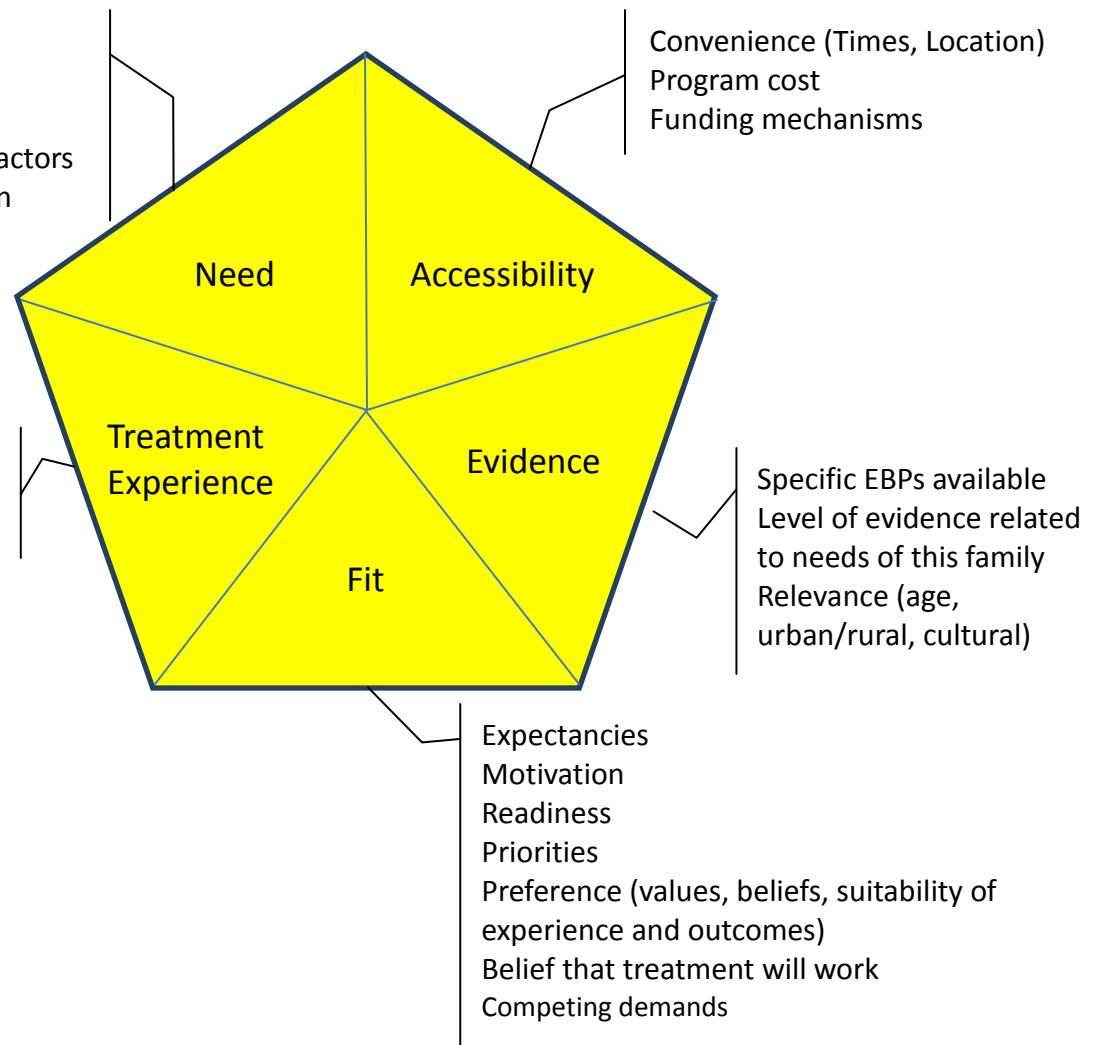 Convenience (Times, Location)
Program cost
Funding mechanisms
actors
n
Need
Accessibility
Treatment
Experience
Evidence
Fit
Specific EBPs available
Level of evidence related
to needs of this family
Relevance (age,
urban/rural, cultural)
Expectancies
Motivation
Readiness
Priorities
Preference (values, beliefs, suitability of
experience and outcomes)
Belief that treatment will work
Competing demands